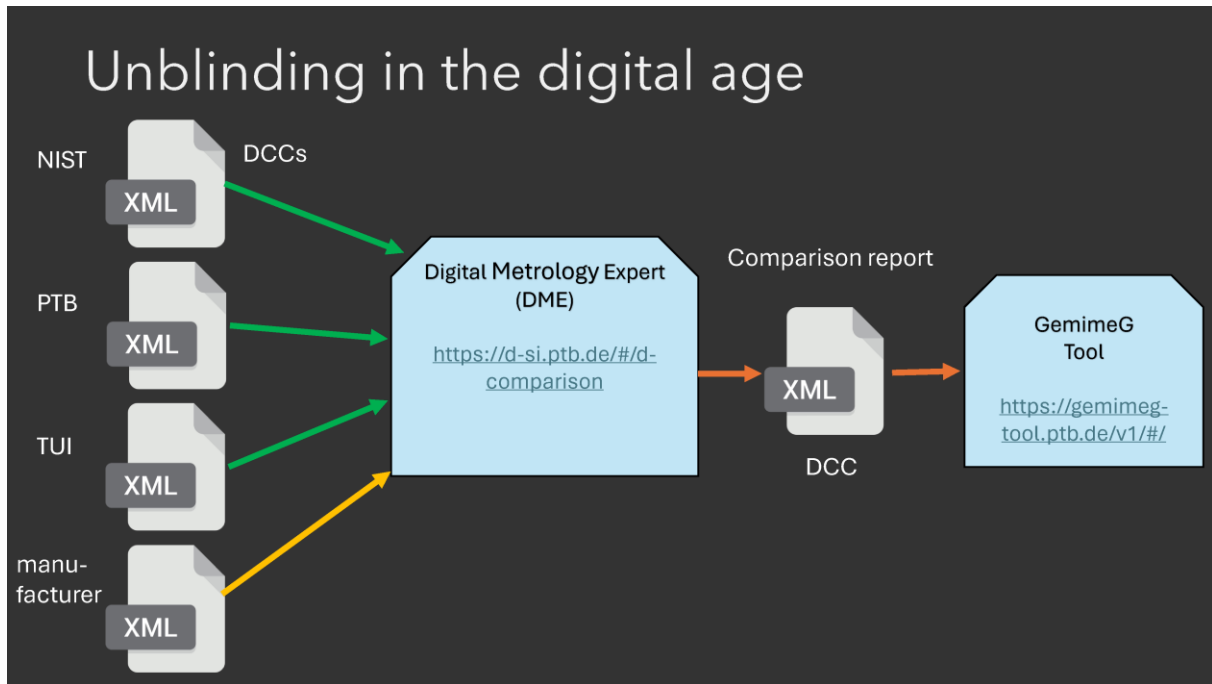 Unblinding in the digital age
NIST
DCCs
XML
PTB
XML
TUI
XML
manu-
facturer
XML
Digital Metrology Expert
(DME)
https://d-si.ptb.de/#/d-
comparison
Comparison report
XML
DCC
GemimeG
Tool
https://gemimeg-
tool.ptb.de/v1/#/